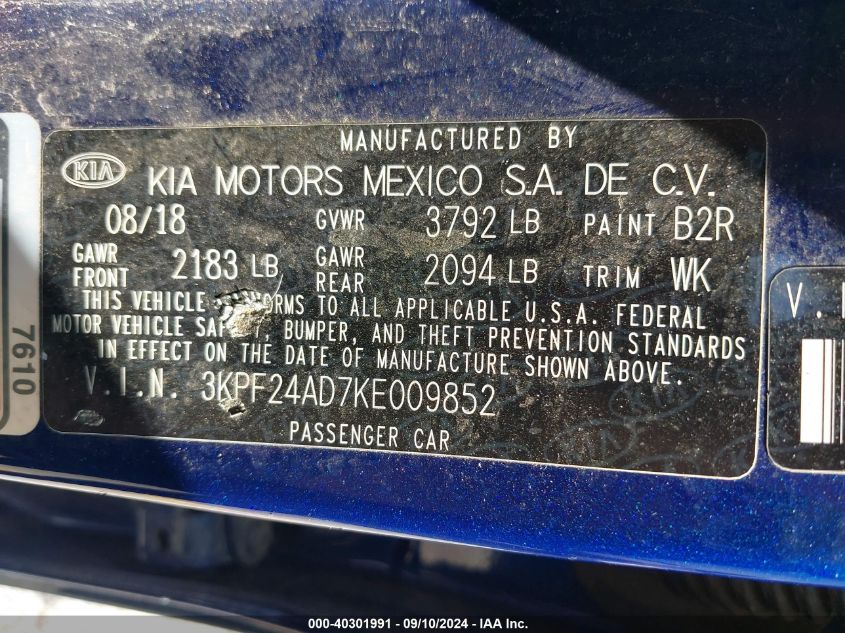 MANUFACTURED BY
KIA KIA MOTORS MEXICO S.A. DE C.V.
08/18 GVWR 3792 LB PAINT B2R
GAWR FRONT 2183 LB GAWR REAR 2094 LB TRIM WK
THIS VEHICLE TO ALL APPLICABLE U.S.A. FEDERAL
MOTOR VEHICLE BUMPER, AND THEFT PREVENTION STANDARDS
IN EFFECT ON THE DATE OF MANUFACTURE SHOWN ABOVE.
V.I.N. 3KPF24AD7KE009852
PASSENGER CAR
7610
000-40301991 - 09/10/2024 - IAA Inc.